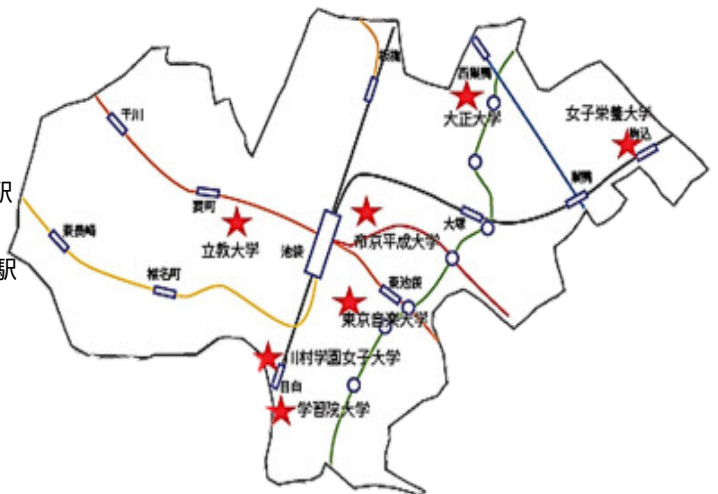 板橋
西巣鴨
大正大学
女子栄養大学
駒込
千川
駅
要町
巣鴨
立教大学
池袋
帝京平成大学
大塚
東長崎
駅
椎名町
東池袋
東京音楽大学
川村学園女子大学
目白
学習院大学